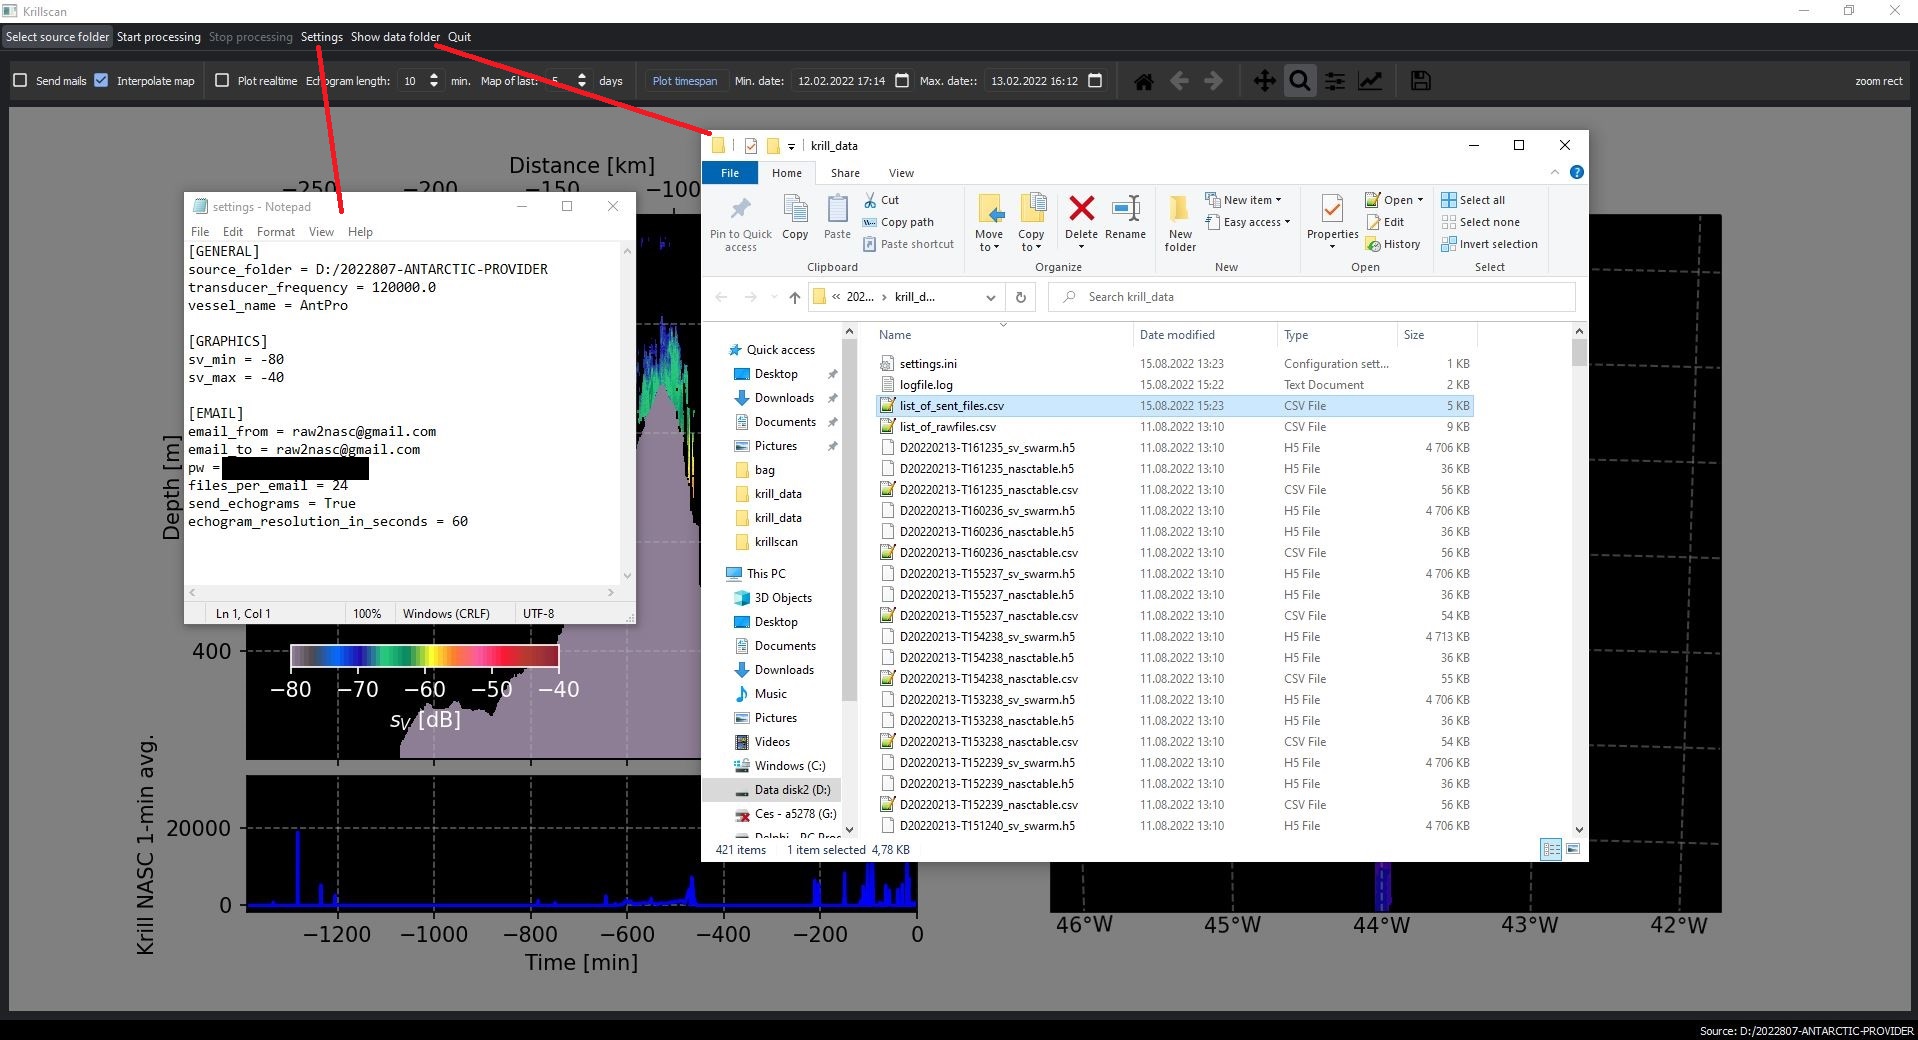 Krillscan
Select source folder Start processing Stop processing Settings Show data folder Quit
Send mails Interpolate map Plot realtime Echogram length: 10 min. Map of last: 5 days Plot timespan Min. date: 12.02.2022 17:14 Max. date:: 13.02.2022 16:12 zoom rect
Distance [km]
−250 −200 −150 −100
Depth [m]
400
−80 −70 −60 −50 −40
sV [dB]
Krill NASC 1-min avg.
20000
0
−1200 −1000 −800 −600 −400 −200 0
Time [min]
46°W 45°W 44°W 43°W 42°W
settings - Notepad
File Edit Format View Help
[GENERAL]
source_folder = D:/2022807-ANTARCTIC-PROVIDER
transducer_frequency = 120000.0
vessel_name = AntPro
[GRAPHICS]
sv_min = -80
sv_max = -40
[EMAIL]
email_from = raw2nasc@gmail.com
email_to = raw2nasc@gmail.com
pw =
files_per_email = 24
send_echograms = True
echogram_resolution_in_seconds = 60
Ln 1, Col 1 100% Windows (CRLF) UTF-8
krill_data
File Home Share View
Pin to Quick access
Copy
Paste
Cut
Copy path
Paste shortcut
Clipboard
Move to
Copy to
Delete
Rename
Organize
New folder
New item
Easy access
New
Properties
Open
Edit
History
Open
Select all
Select none
Invert selection
Select
« 202... › krill_d...
Search krill_data
Quick access
Desktop
Downloads
Documents
Pictures
bag
krill_data
krill_data
krillscan
This PC
3D Objects
Desktop
Documents
Downloads
Music
Pictures
Videos
Windows (C:)
Data disk2 (D:)
Ces - a5278 (G:)
Name Date modified Type Size
settings.ini 15.08.2022 13:23 Configuration sett... 1 KB
logfile.log 15.08.2022 15:22 Text Document 2 KB
list_of_sent_files.csv 15.08.2022 15:23 CSV File 5 KB
list_of_rawfiles.csv 11.08.2022 13:10 CSV File 9 KB
D20220213-T161235_sv_swarm.h5 11.08.2022 13:10 H5 File 4 706 KB
D20220213-T161235_nasctable.h5 11.08.2022 13:10 H5 File 36 KB
D20220213-T161235_nasctable.csv 11.08.2022 13:10 CSV File 56 KB
D20220213-T160236_sv_swarm.h5 11.08.2022 13:10 H5 File 4 706 KB
D20220213-T160236_nasctable.h5 11.08.2022 13:10 H5 File 36 KB
D20220213-T160236_nasctable.csv 11.08.2022 13:10 CSV File 56 KB
D20220213-T155237_sv_swarm.h5 11.08.2022 13:10 H5 File 4 706 KB
D20220213-T155237_nasctable.h5 11.08.2022 13:10 H5 File 36 KB
D20220213-T155237_nasctable.csv 11.08.2022 13:10 CSV File 54 KB
D20220213-T154238_sv_swarm.h5 11.08.2022 13:10 H5 File 4 713 KB
D20220213-T154238_nasctable.h5 11.08.2022 13:10 H5 File 36 KB
D20220213-T154238_nasctable.csv 11.08.2022 13:10 CSV File 55 KB
D20220213-T153238_sv_swarm.h5 11.08.2022 13:10 H5 File 4 706 KB
D20220213-T153238_nasctable.h5 11.08.2022 13:10 H5 File 36 KB
D20220213-T153238_nasctable.csv 11.08.2022 13:10 CSV File 54 KB
D20220213-T152239_sv_swarm.h5 11.08.2022 13:10 H5 File 4 706 KB
D20220213-T152239_nasctable.h5 11.08.2022 13:10 H5 File 36 KB
D20220213-T152239_nasctable.csv 11.08.2022 13:10 CSV File 56 KB
D20220213-T151240_sv_swarm.h5 11.08.2022 13:10 H5 File 4 706 KB
421 items 1 item selected 4,78 KB
Source: D:/2022807-ANTARCTIC-PROVIDER